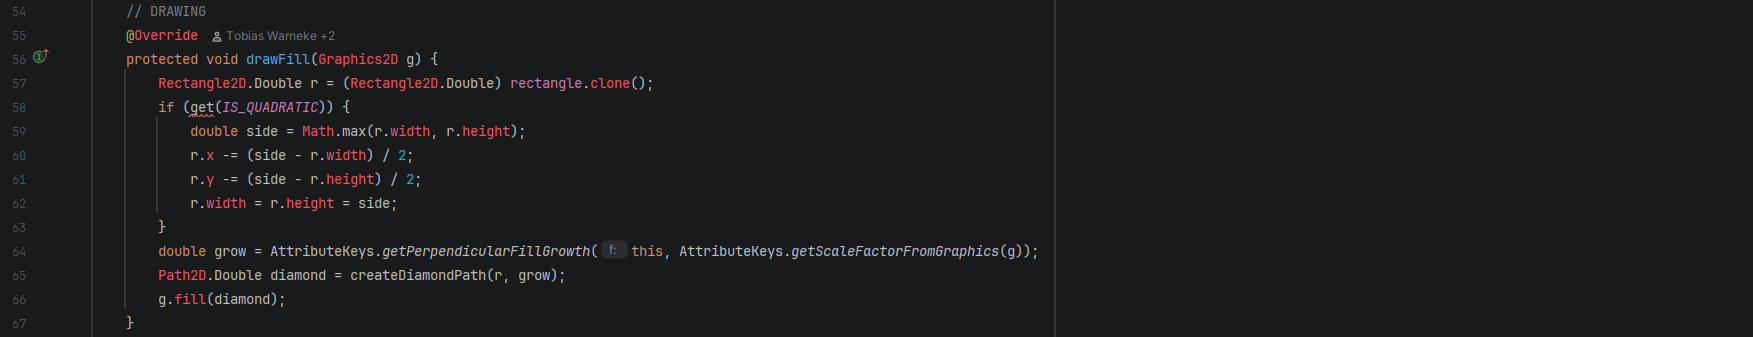 54 // DRAWING
55 @Override Tobias Warneke +2
56 protected void drawFill(Graphics2D g) {
57 Rectangle2D.Double r = (Rectangle2D.Double) rectangle.clone();
58 if (get(IS_QUADRATIC)) {
59 double side = Math.max(r.width, r.height);
60 r.x -= (side - r.width) / 2;
61 r.y -= (side - r.height) / 2;
62 r.width = r.height = side;
63 }
64 double grow = AttributeKeys.getPerpendicularFillGrowth( f: this, AttributeKeys.getScaleFactorFromGraphics(g));
65 Path2D.Double diamond = createDiamondPath(r, grow);
66 g.fill(diamond);
67 }